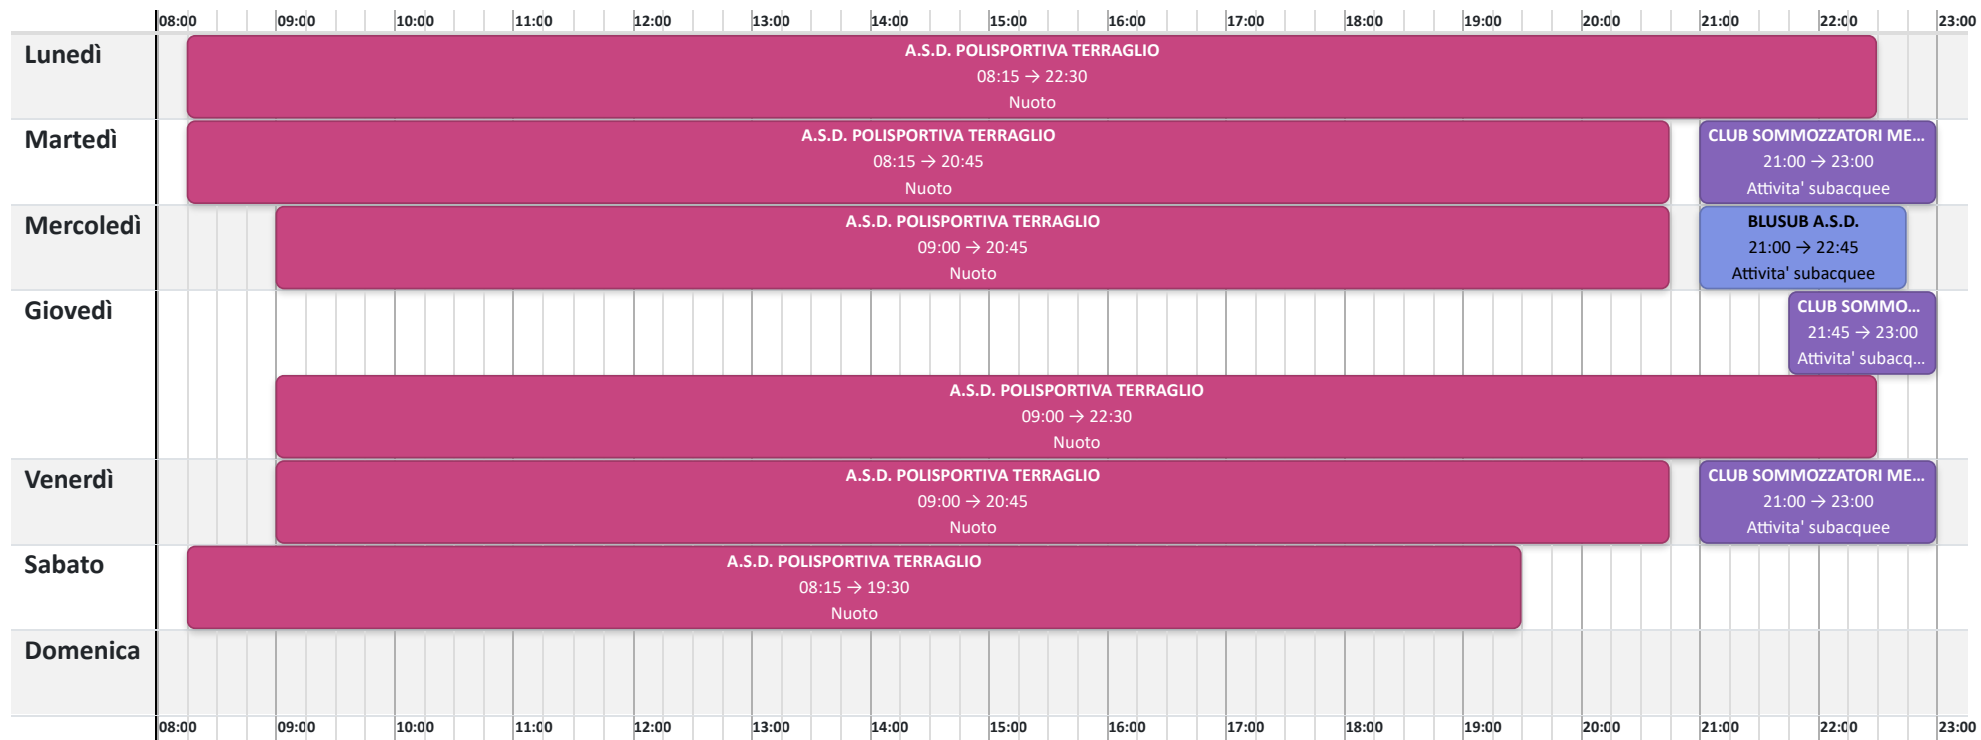 08:00 09:00 10:00 11:00 12:00 13:00 14:00 15:00 16:00 17:00 18:00 19:00 20:00 21:00 22:00 23:00
Lunedì
A.S.D. POLISPORTIVA TERRAGLIO
08:15 → 22:30
Nuoto
Martedì
A.S.D. POLISPORTIVA TERRAGLIO
08:15 → 20:45
Nuoto
CLUB SOMMOZZATORI ME...
21:00 → 23:00
Attivita' subacquee
Mercoledì
A.S.D. POLISPORTIVA TERRAGLIO
09:00 → 20:45
Nuoto
BLUSUB A.S.D.
21:00 → 22:45
Attivita' subacquee
Giovedì
CLUB SOMMO...
21:45 → 23:00
Attivita' subacq...
A.S.D. POLISPORTIVA TERRAGLIO
09:00 → 22:30
Nuoto
Venerdì
A.S.D. POLISPORTIVA TERRAGLIO
09:00 → 20:45
Nuoto
CLUB SOMMOZZATORI ME...
21:00 → 23:00
Attivita' subacquee
Sabato
A.S.D. POLISPORTIVA TERRAGLIO
08:15 → 19:30
Nuoto
Domenica
08:00 09:00 10:00 11:00 12:00 13:00 14:00 15:00 16:00 17:00 18:00 19:00 20:00 21:00 22:00 23:00